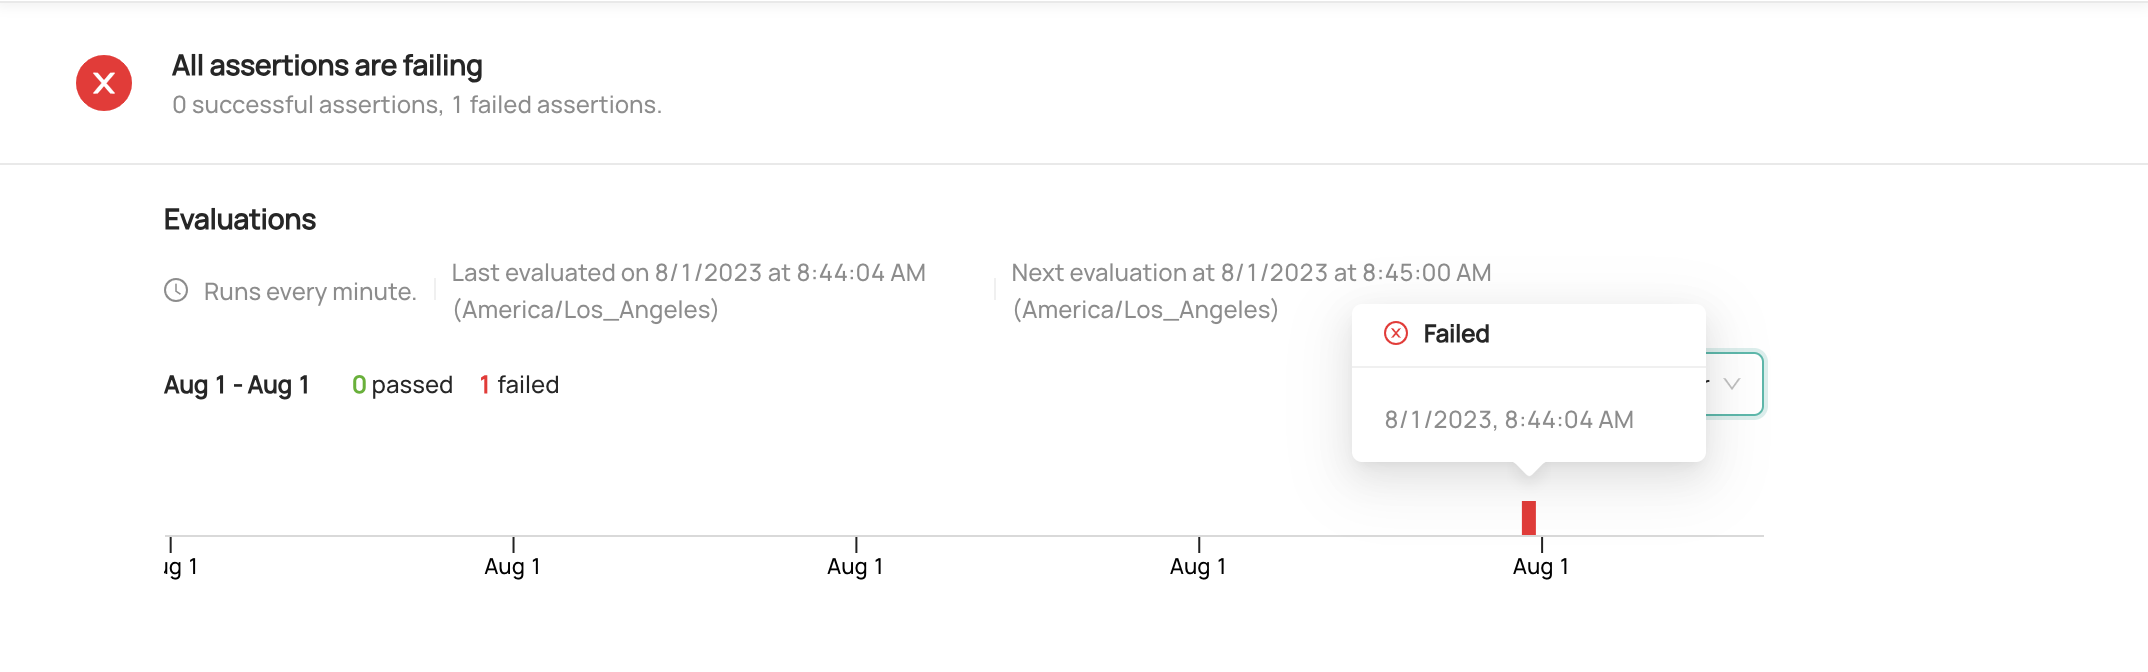 All assertions are failing
0 successful assertions, 1 failed assertions.
Evaluations
Runs every minute.
Last evaluated on 8/1/2023 at 8:44:04 AM
(America/Los_Angeles)
Next evaluation at 8/1/2023 at 8:45:00 AM
(America/Los_Angeles)
Failed
8/1/2023, 8:44:04 AM
Aug 1 - Aug 1 0 passed 1 failed
ug 1 Aug 1 Aug 1 Aug 1 Aug 1